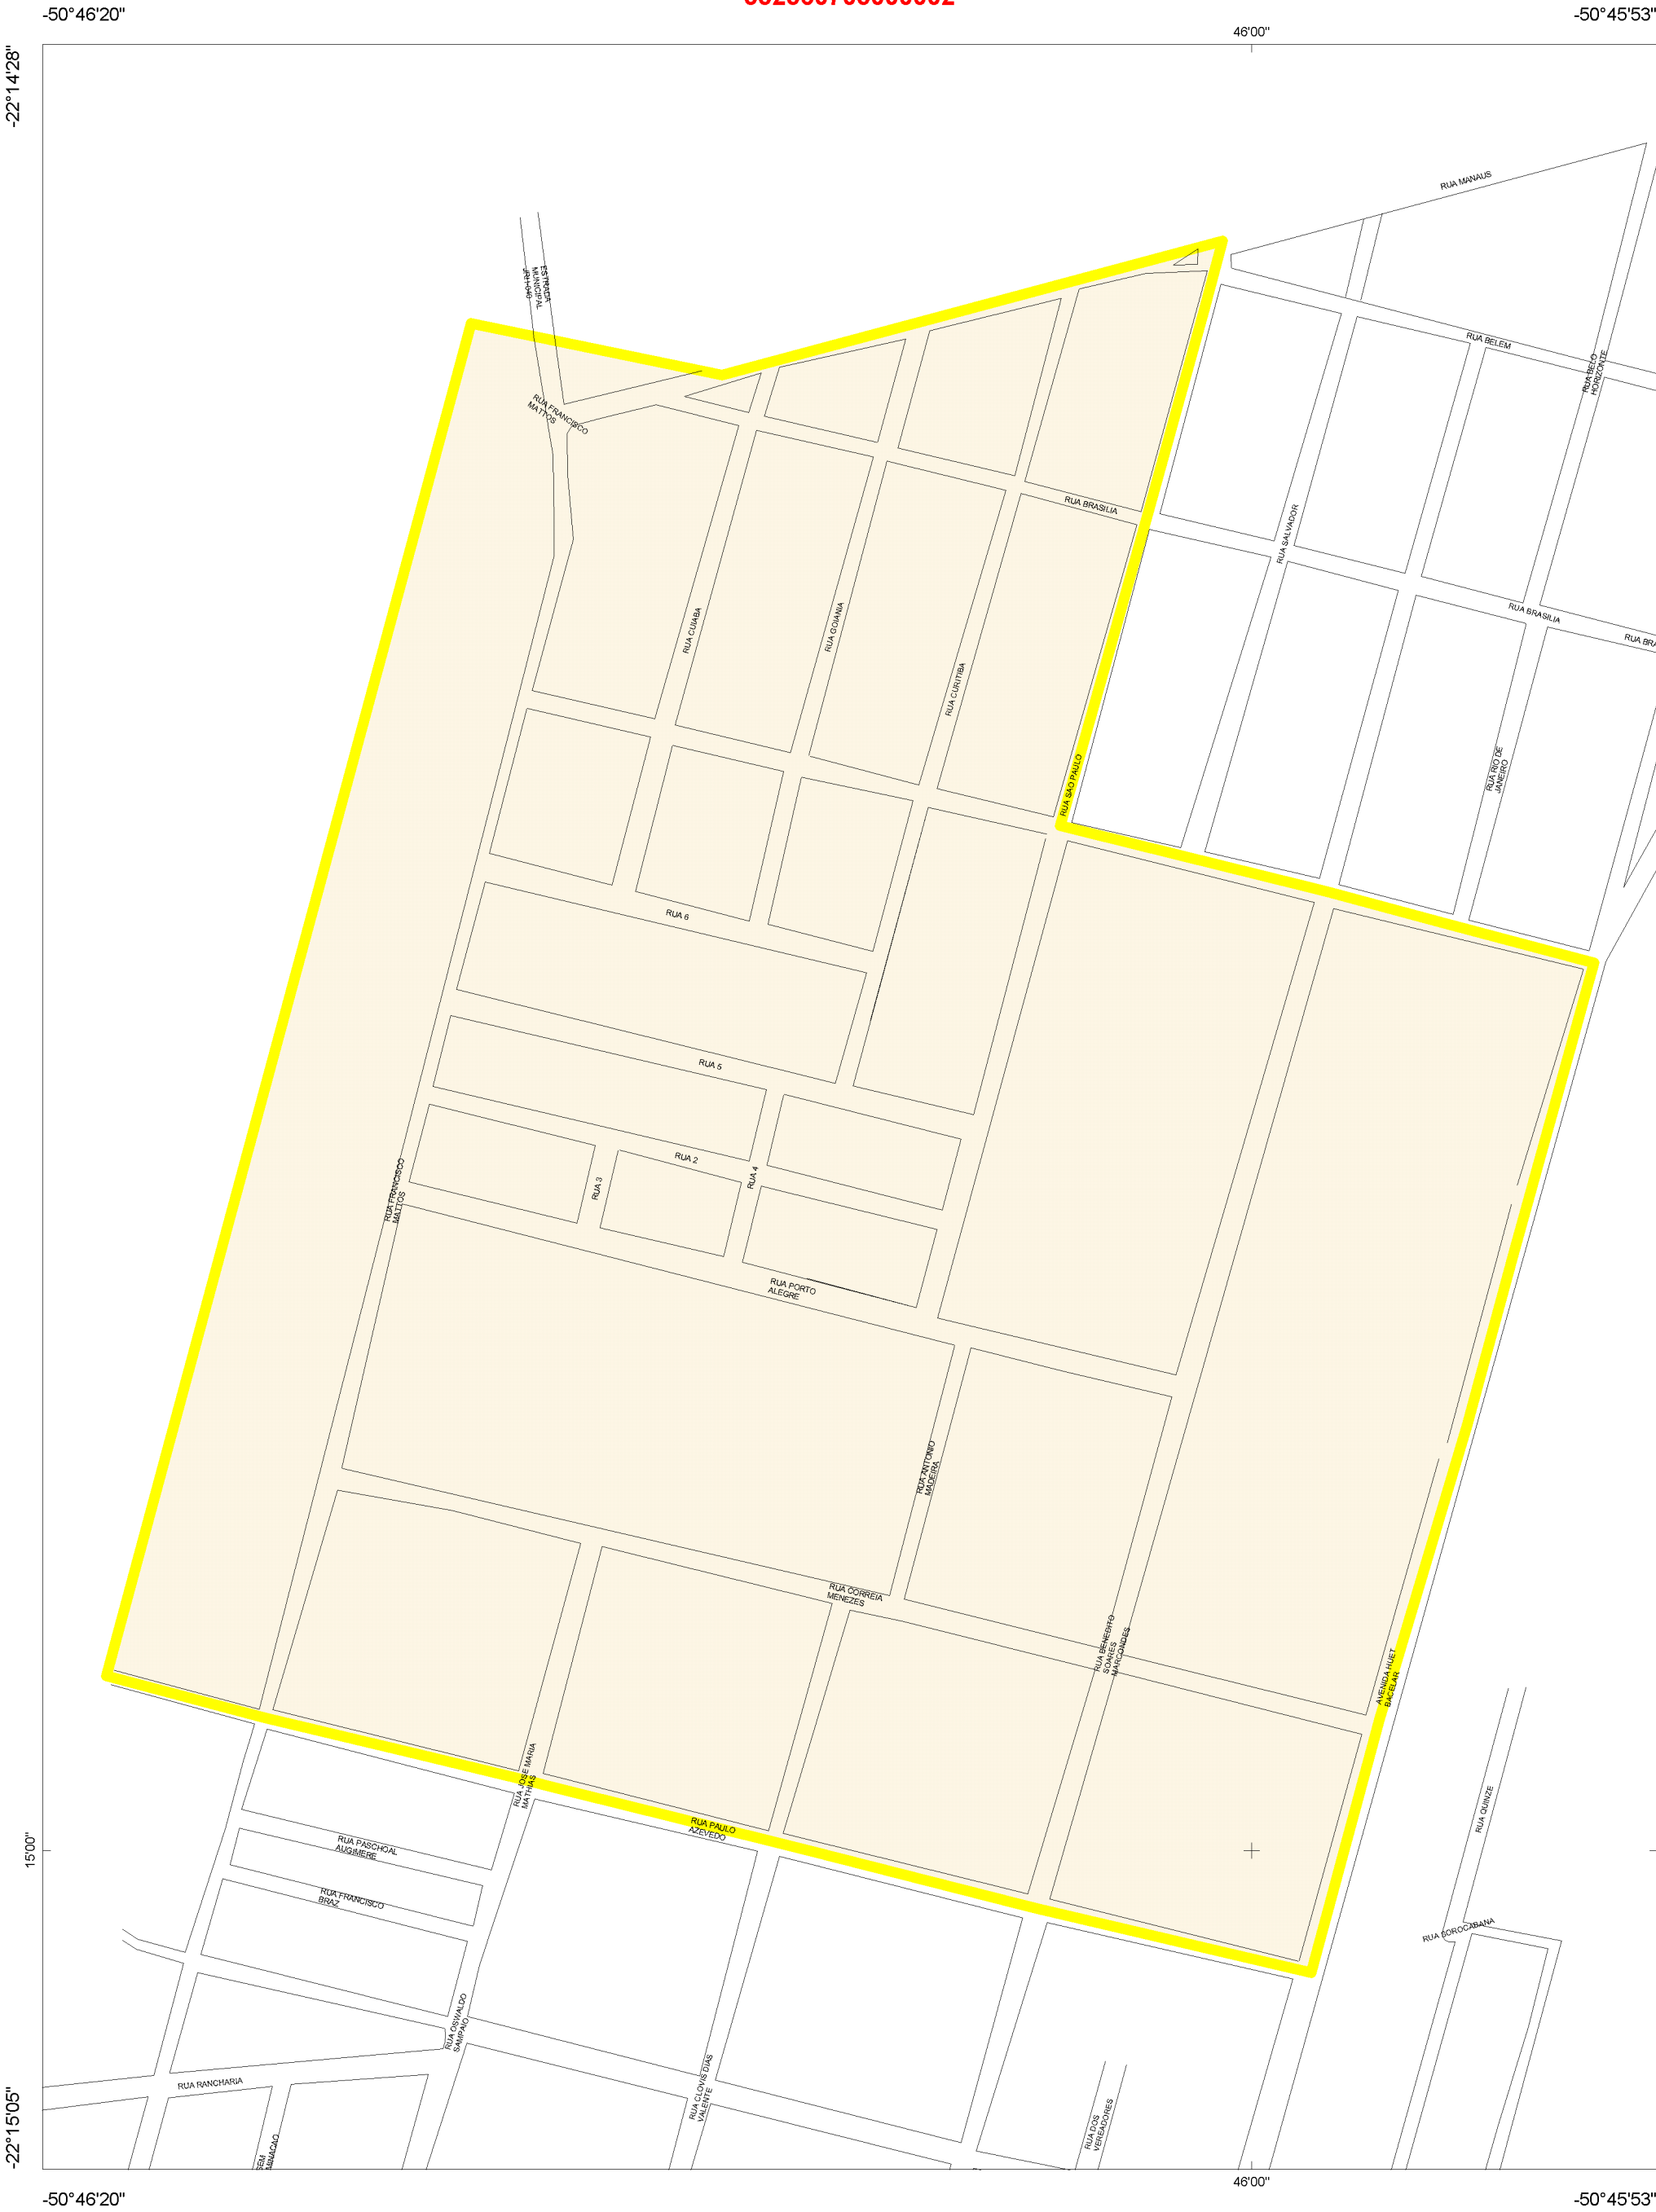 -50°46'20"
-50°45'53"
46'00"
-22°14'28"
RUA MANAUS
ESTRADA
MUNICIPAL
JRI-040
RUA BELEM
RUA BELO
HORIZONTE
RUA FRANCISCO
MATTOS
RUA BRASILIA
RUA SALVADOR
RUA BRASILIA
RUA BRA
RUA CUIABA
RUA GOIANIA
RUA CURITIBA
RUA SAO PAULO
RUA RIO DE
JANEIRO
RUA 6
RUA 5
RUA 2
RUA 3
RUA 4
RUA FRANCISCO
MATTOS
RUA PORTO
ALEGRE
RUA ANTONIO
MADEIRA
RUA CORREIA
MENEZES
RUA BENEDITO
SOARES
MARCONDES
AVENIDA HUET
BACELAR
RUA JOSE MARIA
MATHIAS
RUA PAULO
AZEVEDO
RUA QUINZE
15'00"
RUA PASCHOAL
AUGIMERE
RUA FRANCISCO
BRAZ
RUA SOROCABANA
RUA OSWALDO
SAMPAIO
RUA RANCHARIA
RUA CLOVIS DIAS
VALENTE
RUA DOS
VEREADORES
SEM
MINACAO
-22°15'05"
46'00"
-50°46'20"
-50°45'53"